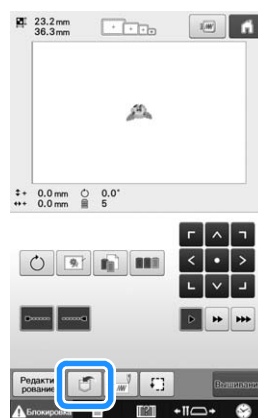 23.2 mm
36.3 mm
0.0 mm 0.0°
0.0 mm 5
Редакти
рование
Вышивание
Блокировка